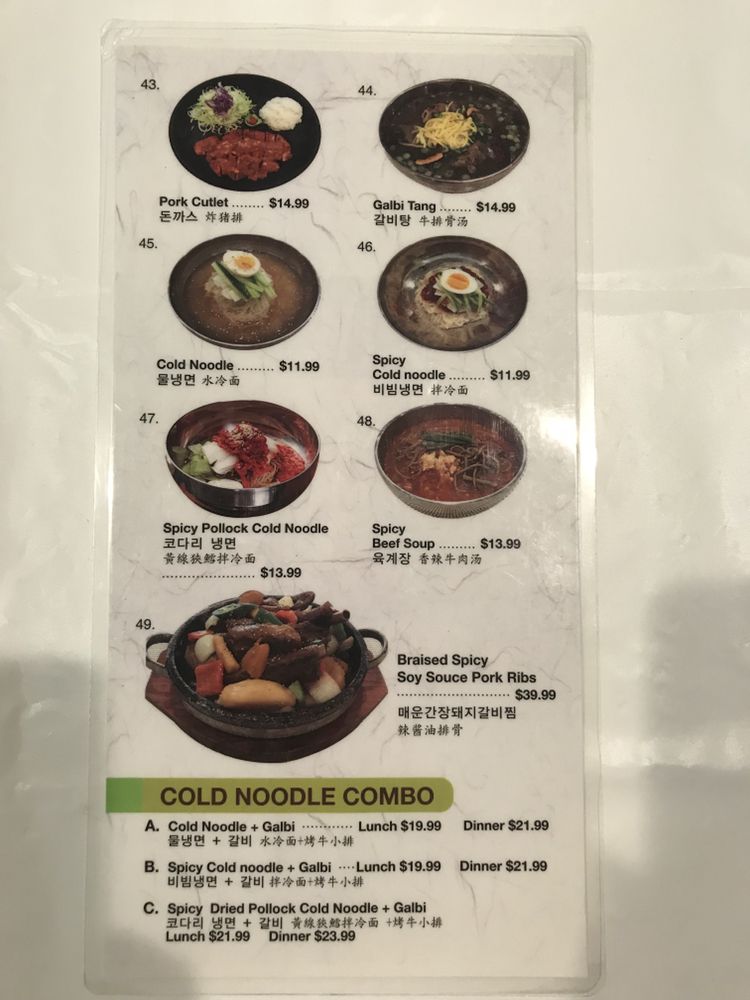 43.
Pork Cutlet ........ $14.99
돈까스 炸猪排
44.
Galbi Tang ........ $14.99
갈비탕 牛排骨汤
45.
Cold Noodle ......... $11.99
물냉면 水冷面
46.
Spicy
Cold noodle ......... $11.99
비빔냉면 拌冷面
47.
Spicy Pollock Cold Noodle
코다리 냉면
黃線狹鱈拌冷面
...................... $13.99
48.
Spicy
Beef Soup ......... $13.99
육계장 香辣牛肉汤
49.
Braised Spicy
Soy Souce Pork Ribs
........................... $39.99
매운간장돼지갈비찜
辣酱油排骨
COLD NOODLE COMBO
A. Cold Noodle + Galbi ............ Lunch $19.99 Dinner $21.99
물냉면 + 갈비 水冷面+烤牛小排
B. Spicy Cold noodle + Galbi ....Lunch $19.99 Dinner $21.99
비빔냉면 + 갈비 拌冷面+烤牛小排
C. Spicy Dried Pollock Cold Noodle + Galbi
코다리 냉면 + 갈비 黃線狹鱈拌冷面 +烤牛小排
Lunch $21.99 Dinner $23.99